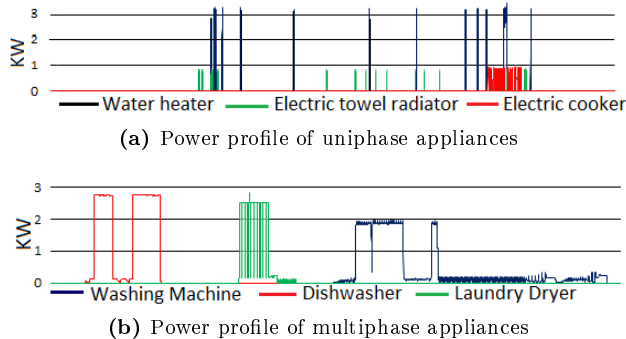 KW
3
2
1
0
Water heater Electric towel radiator Electric cooker
(a) Power profile of uniphase appliances
KW
3
2
1
0
Washing Machine Dishwasher Laundry Dryer
(b) Power profile of multiphase appliances